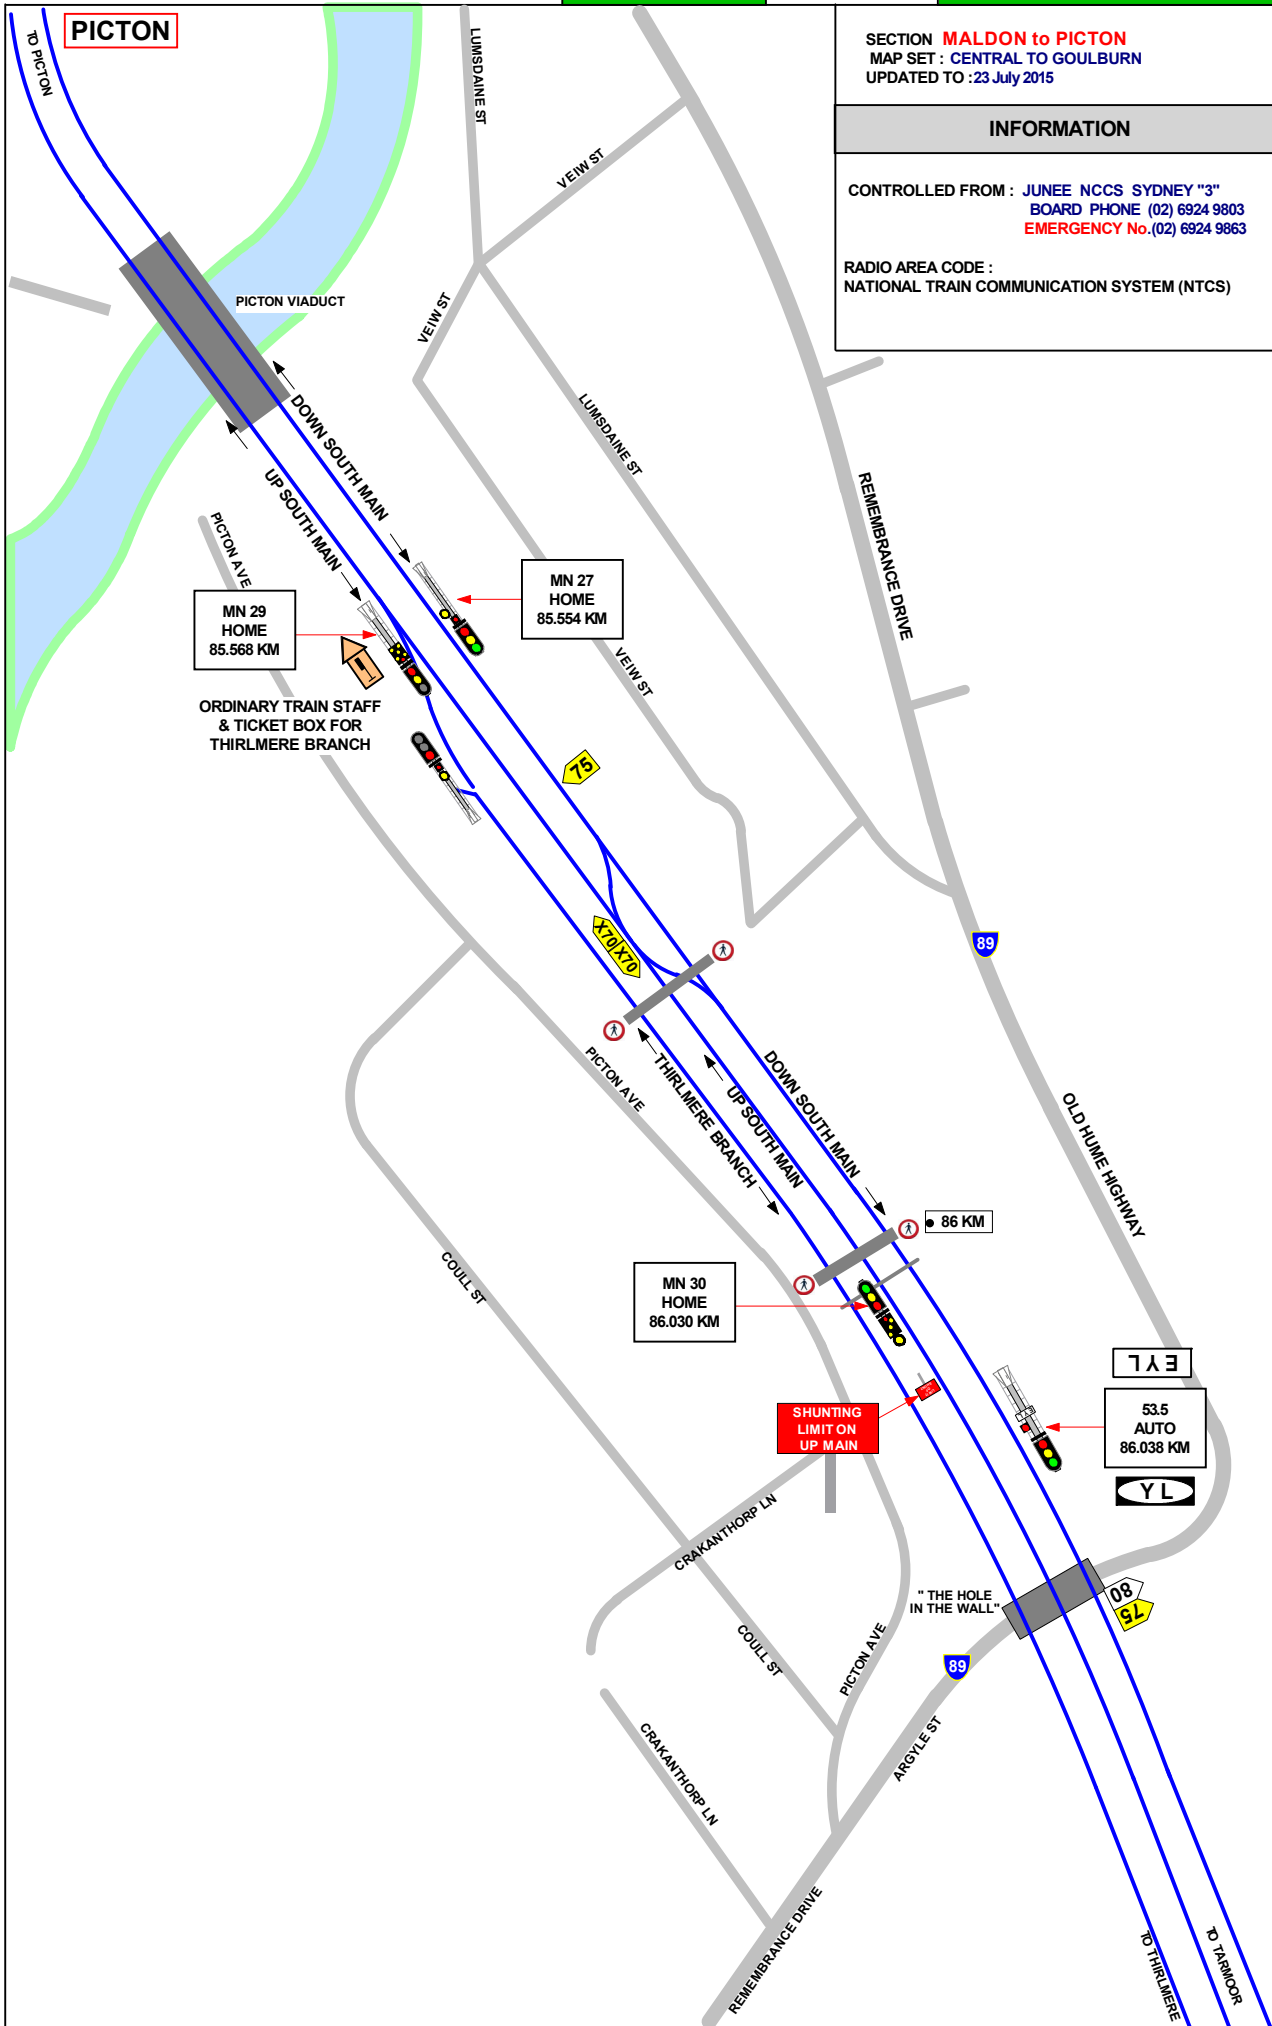 PICTON
TO PICTON
SECTION MALDON to PICTON
MAP SET : CENTRAL TO GOULBURN
UPDATED TO :23 July 2015
INFORMATION
CONTROLLED FROM : JUNEE NCCS SYDNEY "3"
BOARD PHONE (02) 6924 9803
EMERGENCY No.(02) 6924 9863
RADIO AREA CODE :
NATIONAL TRAIN COMMUNICATION SYSTEM (NTCS)
LUMSDAINE ST
VEIW ST
PICTON VIADUCT
VEIW ST
DOWN SOUTH MAIN
LUMSDAINE ST
UP SOUTH MAIN
REMEMBRANCE DRIVE
PICTON AVE
MN 27
HOME
85.554 KM
MN 29
HOME
85.568 KM
VEIW ST
ORDINARY TRAIN STAFF
& TICKET BOX FOR
THIRLMERE BRANCH
75
X70 X70
89
PICTON AVE
THIRLMERE BRANCH
UP SOUTH MAIN
DOWN SOUTH MAIN
OLD HUME HIGHWAY
86 KM
COULL ST
MN 30
HOME
86.030 KM
EYL
53.5
AUTO
86.038 KM
YL
SHUNTING
LIMIT ON
UP MAIN
CRAKANTHORP LN
" THE HOLE
IN THE WALL"
80
75
COULL ST
PICTON AVE
89
CRAKANTHORP LN
ARGYLE ST
REMEMBRANCE DRIVE
TO THIRLMERE
TO TARMOOR